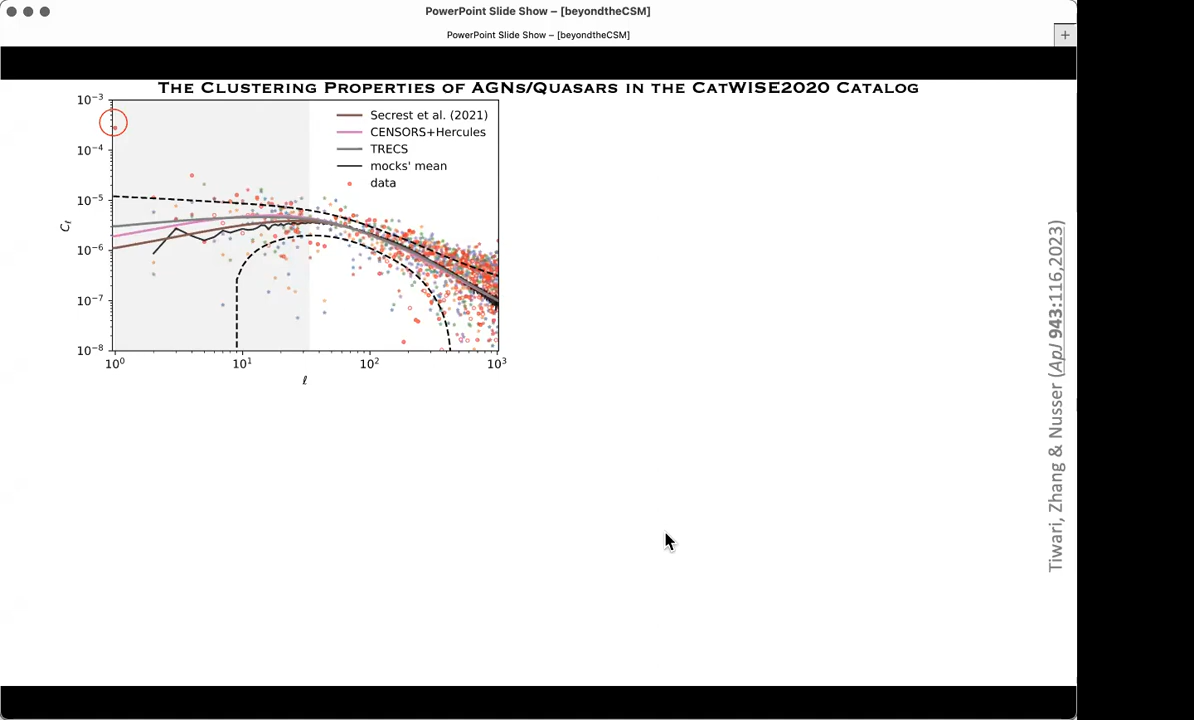 PowerPoint Slide Show – [beyondtheCSM]
PowerPoint Slide Show – [beyondtheCSM]
+
The Clustering Properties of AGNs/Quasars in the CatWISE2020 Catalog
10⁻³
10⁻⁴
10⁻⁵
10⁻⁶
10⁻⁷
10⁻⁸
Cℓ
Secrest et al. (2021)
CENSORS+Hercules
TRECS
mocks' mean
data
10⁰
10¹
10²
10³
ℓ
Tiwari, Zhang & Nusser (ApJ 943:116,2023)